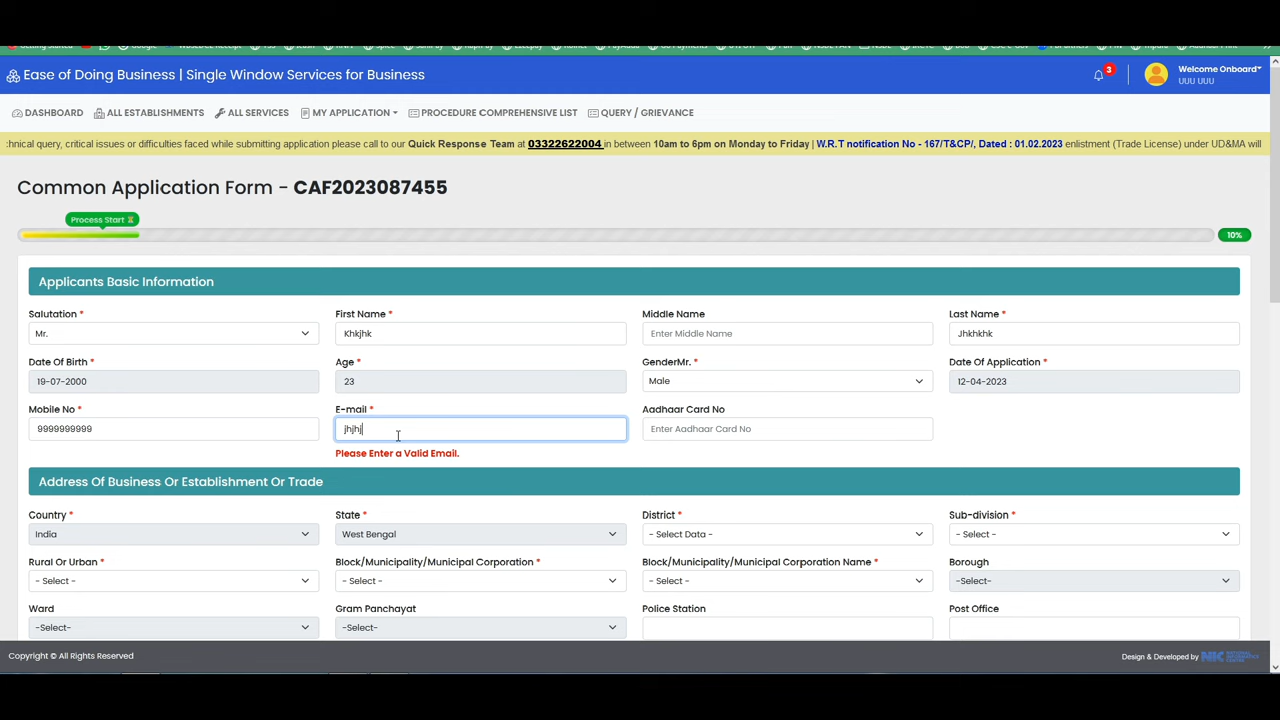 Ease of Doing Business | Single Window Services for Business
3
Welcome Onboard
UUU UUU
DASHBOARD ALL ESTABLISHMENTS ALL SERVICES MY APPLICATION PROCEDURE COMPREHENSIVE LIST QUERY / GRIEVANCE
chnical query, critical issues or difficulties faced while submitting application please call to our Quick Response Team at 03322622004 in between 10am to 6pm on Monday to Friday | W.R.T notification No - 167/T&CP/, Dated : 01.02.2023 enlistment (Trade License) under UD&MA will
Common Application Form - CAF2023087455
Process Start
10%
Applicants Basic Information
Salutation * First Name * Middle Name Last Name *
Mr. Khkjhk Enter Middle Name Jhkhkhk
Date Of Birth * Age * GenderMr. * Date Of Application *
19-07-2000 23 Male 12-04-2023
Mobile No * E-mail * Aadhaar Card No
9999999999 jhjhj Enter Aadhaar Card No
Please Enter a Valid Email.
Address Of Business Or Establishment Or Trade
Country * State * District * Sub-division *
India West Bengal - Select Data - - Select -
Rural Or Urban * Block/Municipality/Municipal Corporation * Block/Municipality/Municipal Corporation Name * Borough
- Select - - Select - - Select - -Select-
Ward Gram Panchayat Police Station Post Office
-Select- -Select-
Copyright © All Rights Reserved
Design & Developed by NIC NATIONAL INFORMATICS CENTRE